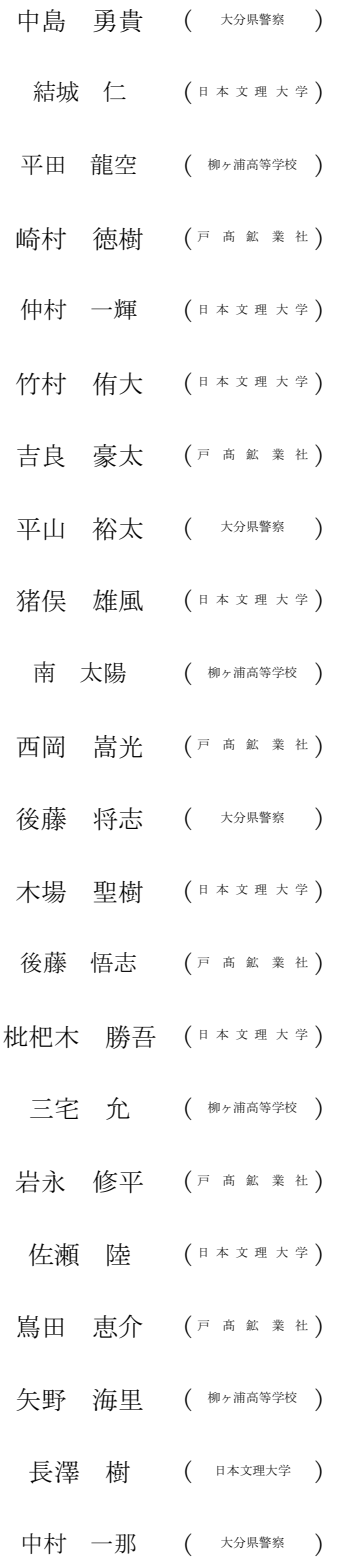 中島　勇貴　(　大分県警察　)
結城　仁　(日本文理大学)
平田　龍空　(　柳ヶ浦高等学校　)
崎村　徳樹　(戸髙鉱業社)
仲村　一輝　(日本文理大学)
竹村　侑大　(日本文理大学)
吉良　豪太　(戸髙鉱業社)
平山　裕太　(　大分県警察　)
猪俣　雄風　(日本文理大学)
南　太陽　(　柳ヶ浦高等学校　)
西岡　嵩光　(戸髙鉱業社)
後藤　将志　(　大分県警察　)
木場　聖樹　(日本文理大学)
後藤　悟志　(戸髙鉱業社)
枇杷木　勝吾　(日本文理大学)
三宅　允　(　柳ヶ浦高等学校　)
岩永　修平　(戸髙鉱業社)
佐瀬　陸　(日本文理大学)
嶌田　恵介　(戸髙鉱業社)
矢野　海里　(　柳ヶ浦高等学校　)
長澤　樹　(　日本文理大学　)
中村　一那　(　大分県警察　)